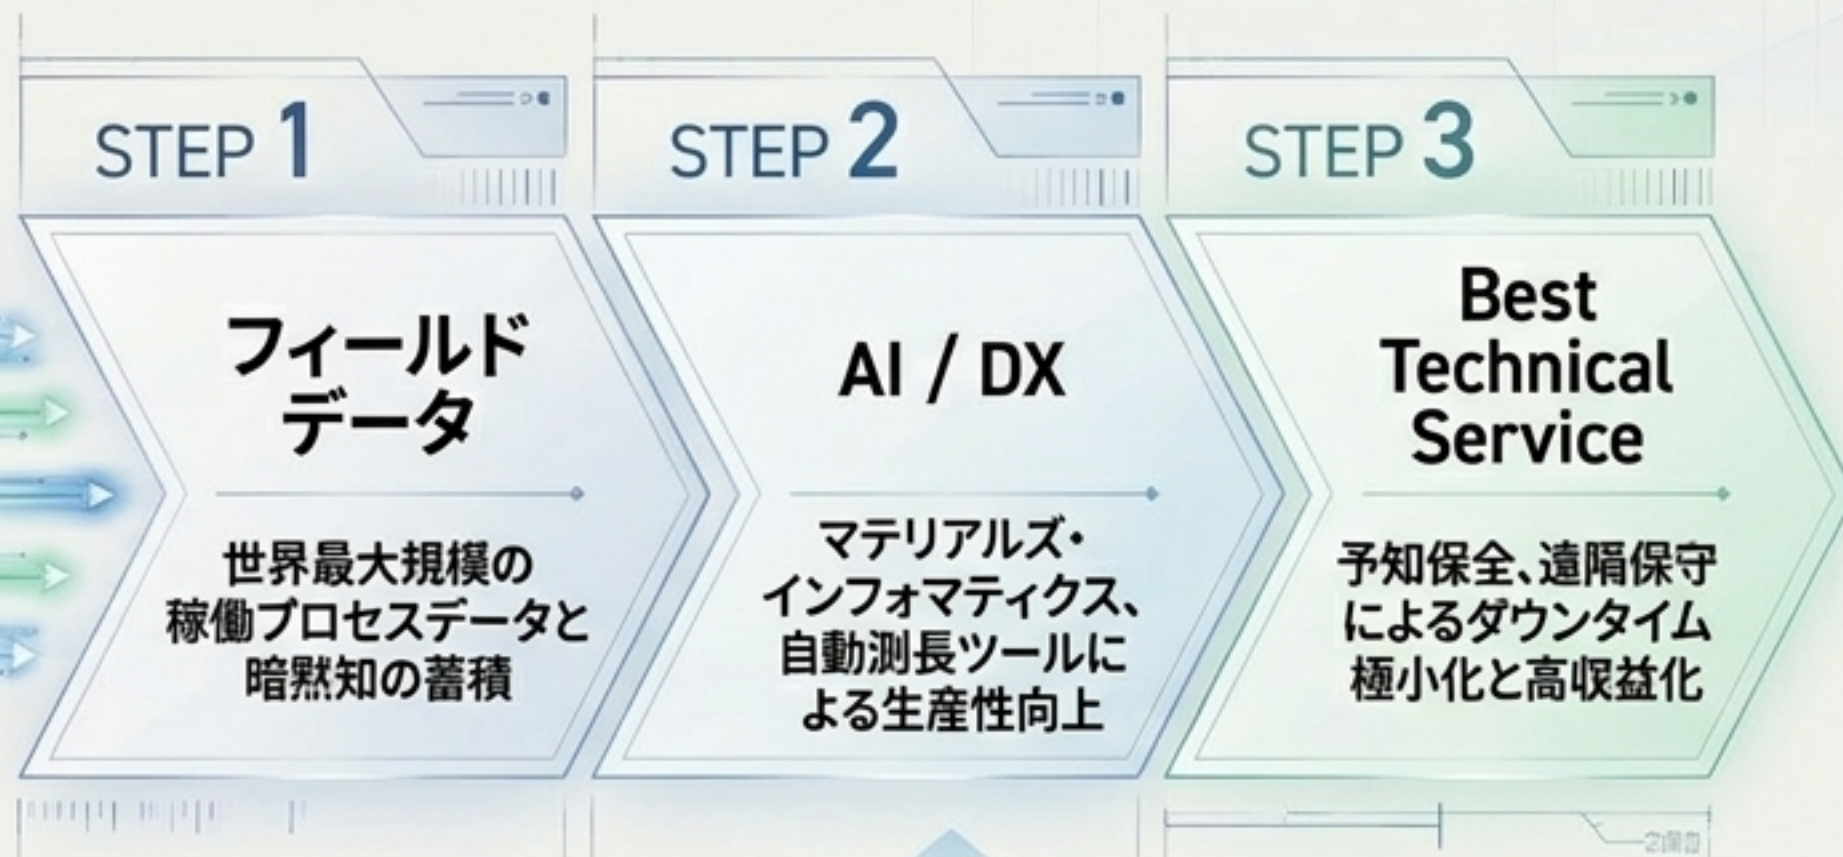 STEP 1
フィールド
データ
世界最大規模の
稼働プロセスデータと
暗黙知の蓄積
STEP 2
AI / DX
マテリアルズ・
インフォマティクス、
自動測長ツールに
よる生産性向上
STEP 3
Best
Technical
Service
予知保全、遠隔保守
によるダウンタイム
極小化と高収益化